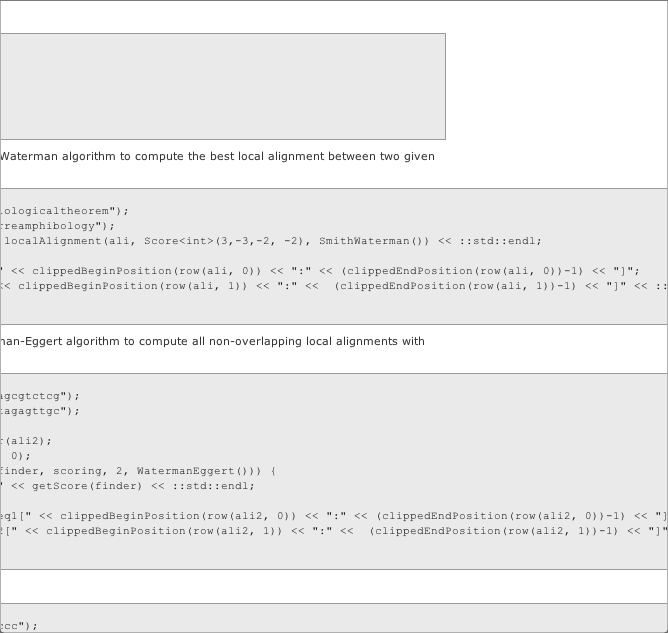 Waterman algorithm to compute the best local alignment between two given
ologicaltheorem");
rreamphibology");
localAlignment(ali, Score<int>(3,-3,-2, -2), SmithWaterman()) << ::std::endl;
" << clippedBeginPosition(row(ali, 0)) << ":" << (clippedEndPosition(row(ali, 0))-1) << "]";
<< clippedBeginPosition(row(ali, 1)) << ":" <<  (clippedEndPosition(row(ali, 1))-1) << "]" << ::
man-Eggert algorithm to compute all non-overlapping local alignments with
agcgtctcg");
tagagttgc");
r(ali2);
0);
finder, scoring, 2, WatermanEggert())) {
" << getScore(finder) << ::std::endl;
eq1[" << clippedBeginPosition(row(ali2, 0)) << ":" << (clippedEndPosition(row(ali2, 0))-1) << "]
2[" << clippedBeginPosition(row(ali2, 1)) << ":" <<  (clippedEndPosition(row(ali2, 1))-1) << "]"
ccc");